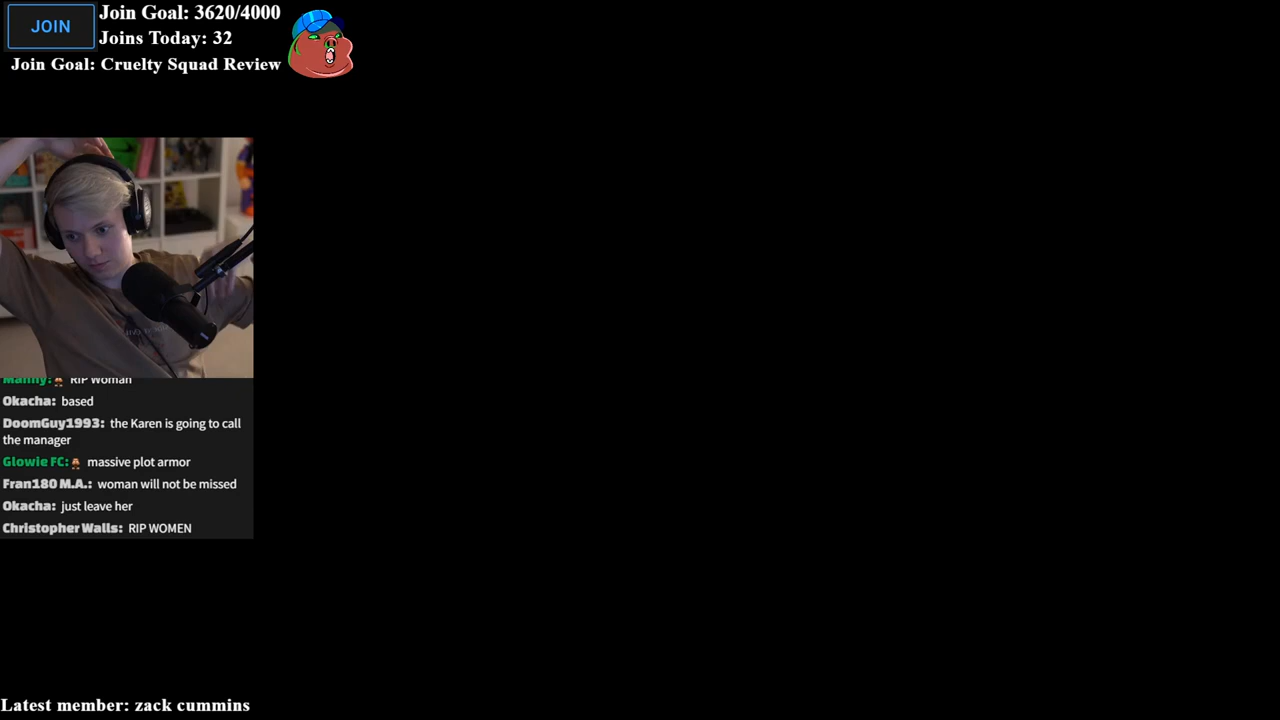 JOIN
Join Goal: 3620/4000
Joins Today: 32
Join Goal: Cruelty Squad Review
Manny: RIP Woman
Okacha: based
DoomGuy1993: the Karen is going to call
the manager
Glowie FC: massive plot armor
Fran180 M.A.: woman will not be missed
Okacha: just leave her
Christopher Walls: RIP WOMEN
Latest member: zack cummins